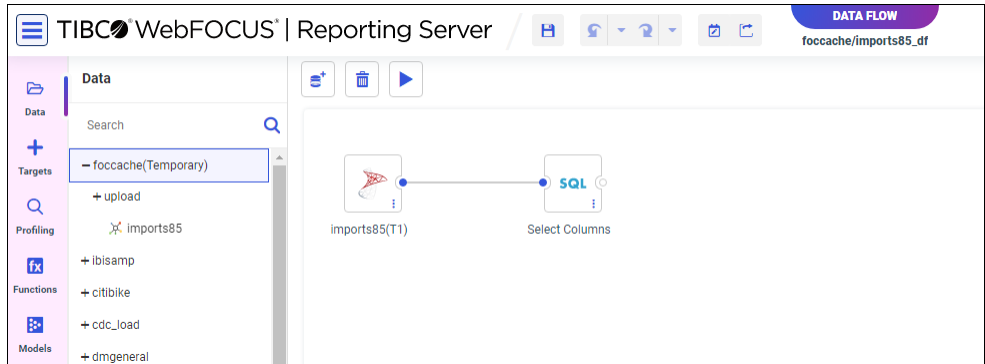 TIBCO® WebFOCUS® | Reporting Server
DATA FLOW
foccache/imports85_df
Data
Targets
Profiling
fx
Functions
Models
Data
Search
foccache(Temporary)
upload
imports85
ibisamp
citibike
cdc_load
dmgeneral
imports85(T1)
SQL
Select Columns